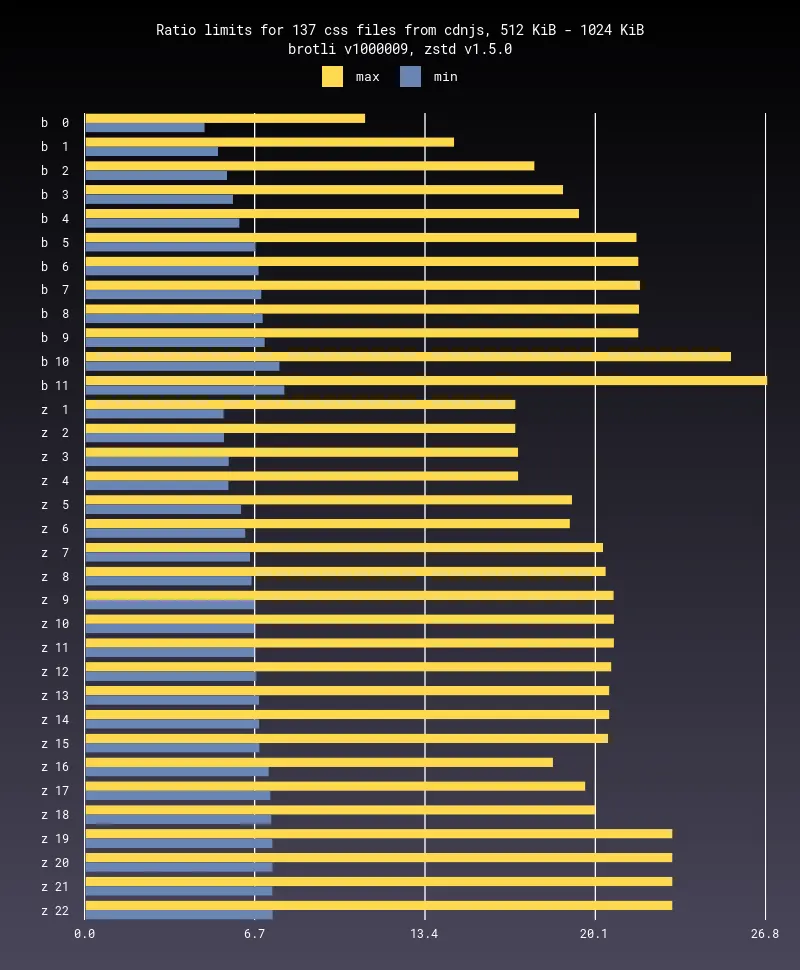 Ratio limits for 137 css files from cdnjs, 512 KiB - 1024 KiB
brotli v1000009, zstd v1.5.0
max min
b 0
b 1
b 2
b 3
b 4
b 5
b 6
b 7
b 8
b 9
b 10
b 11
z 1
z 2
z 3
z 4
z 5
z 6
z 7
z 8
z 9
z 10
z 11
z 12
z 13
z 14
z 15
z 16
z 17
z 18
z 19
z 20
z 21
z 22
0.0 6.7 13.4 20.1 26.8